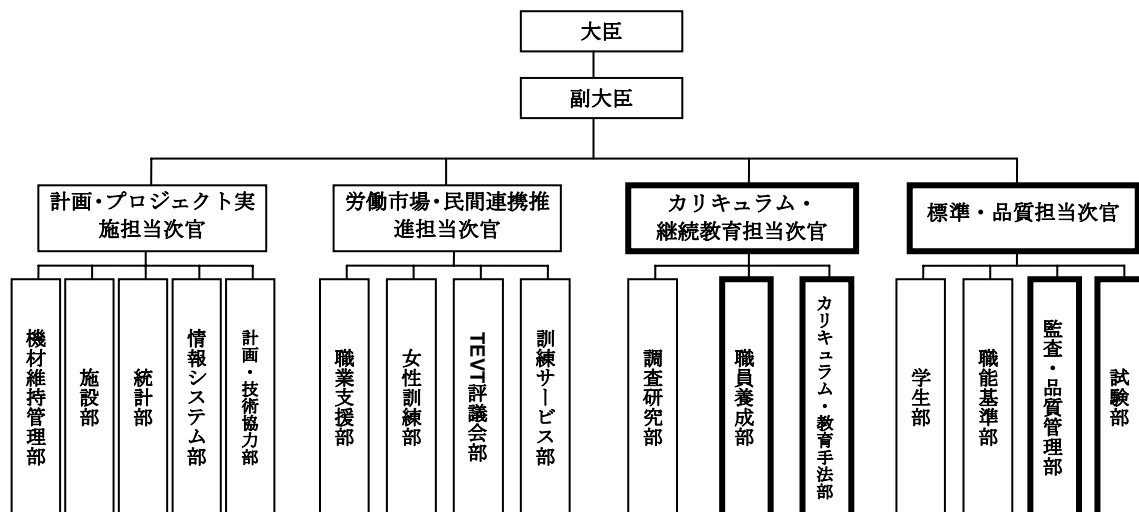 大臣
副大臣
計画・プロジェクト実
施担当次官
労働市場・民間連携推
進担当次官
カリキュラム・
継続教育担当次官
標準・品質担当次官
機材維持管理部
施設部
統計部
情報システム部
計画・技術協力部
職業支援部
女性訓練部
TEVT評議会部
訓練サービス部
調査研究部
職員養成部
カリキュラム・教育手法部
学生部
職能基準部
監査・品質管理部
試験部